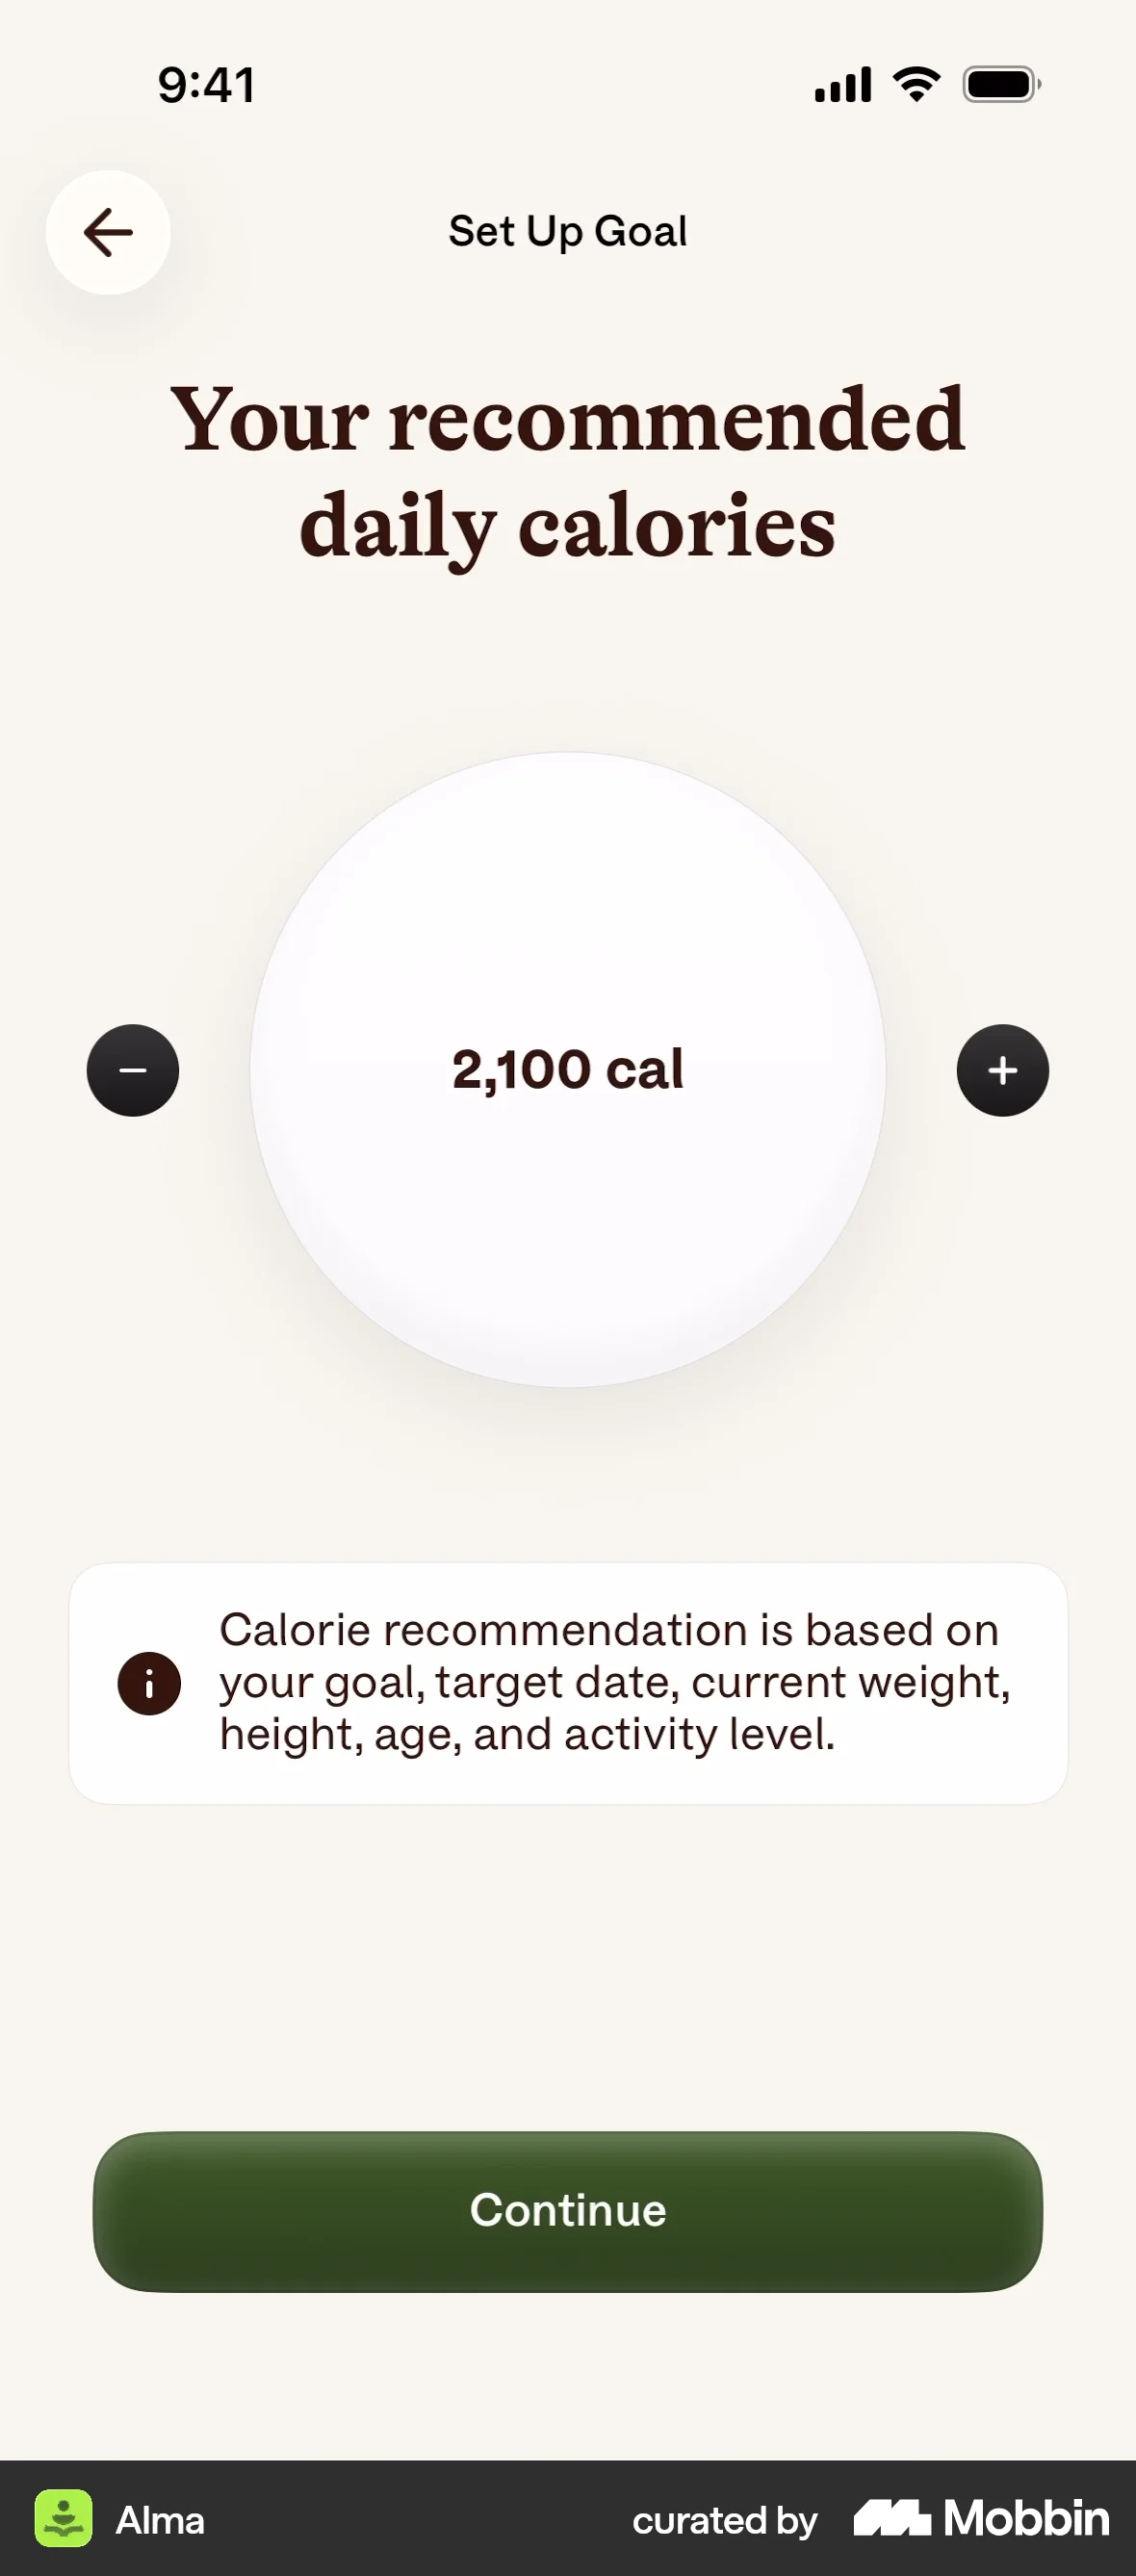 9:41
Set Up Goal
Your recommended
daily calories
2,100 cal
Calorie recommendation is based on
your goal, target date, current weight,
height, age, and activity level.
Continue
Alma
curated by Mobbin